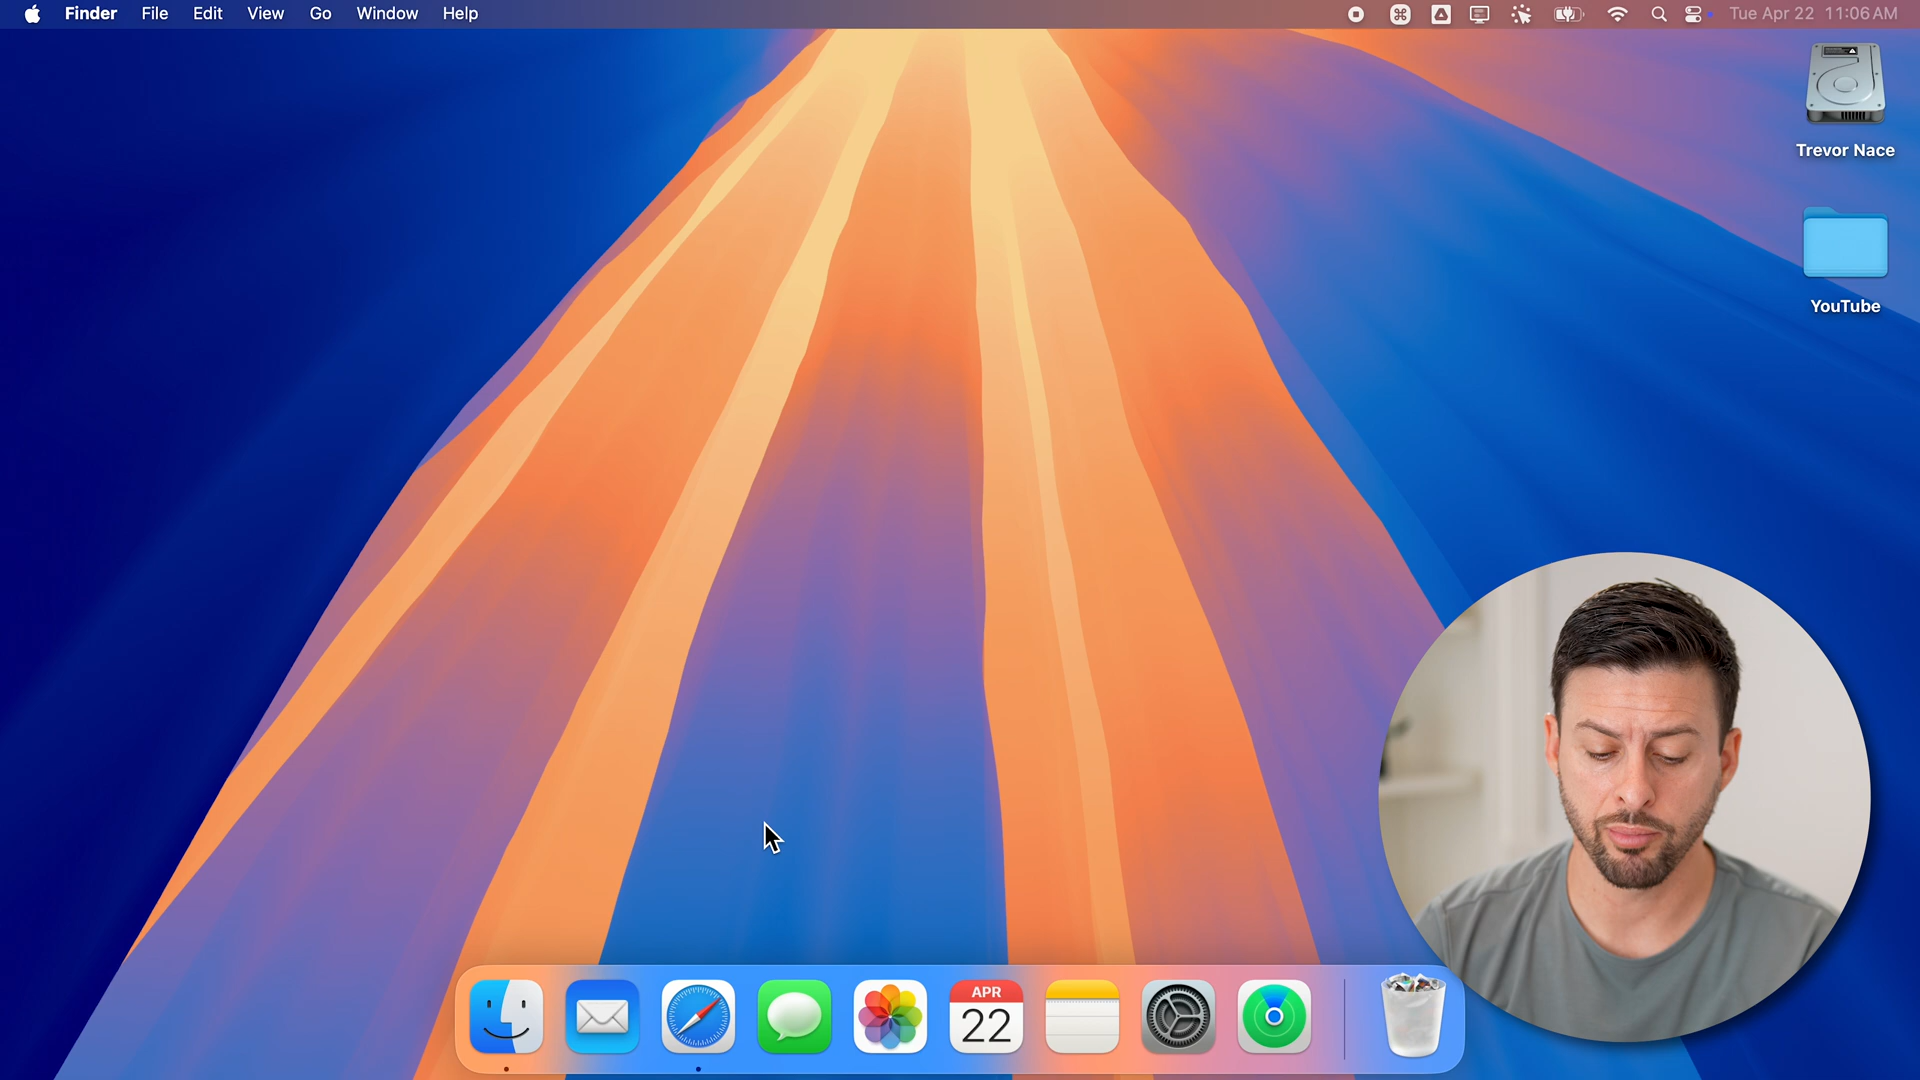 Finder File Edit View Go Window Help Tue Apr 22 11:06 AM
Trevor Nace
YouTube
APR
22